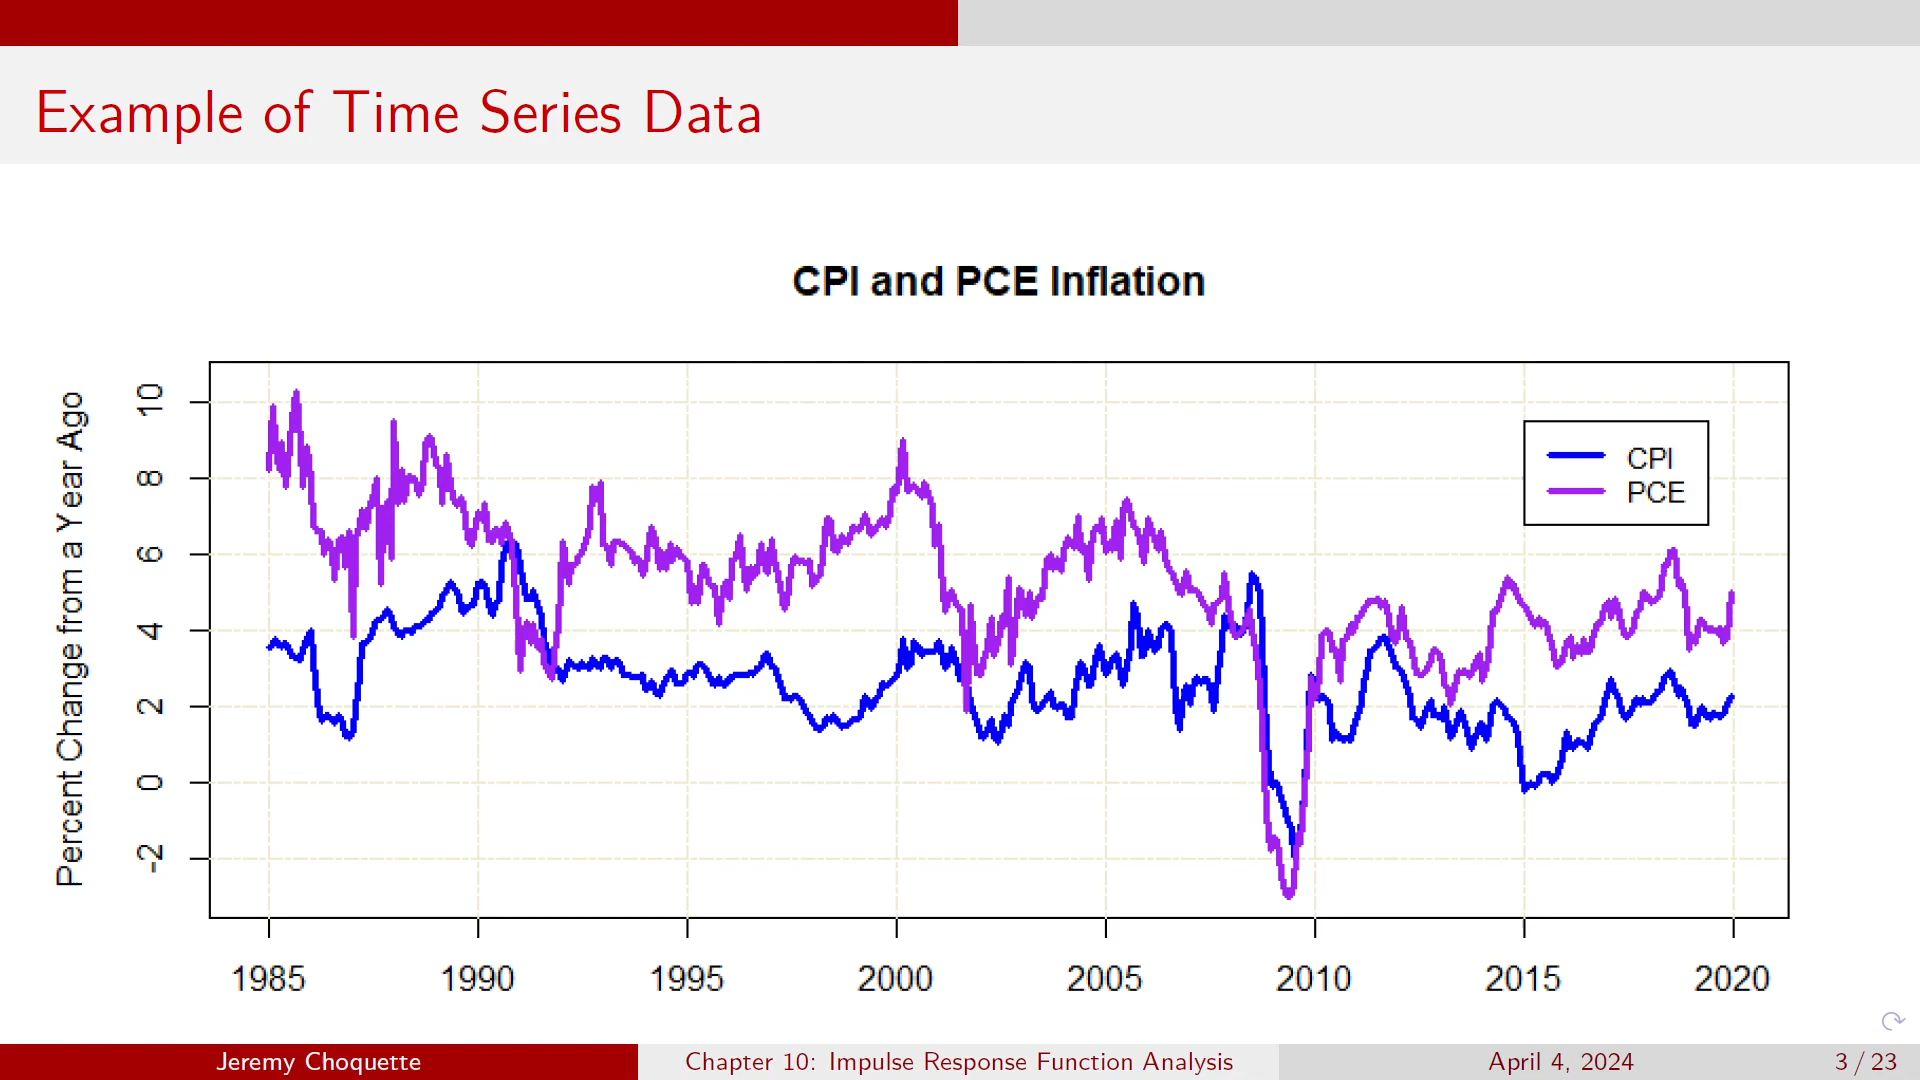 Example of Time Series Data
CPI and PCE Inflation
Percent Change from a Year Ago
10
8
6
4
2
0
-2
CPI
PCE
1985 1990 1995 2000 2005 2010 2015 2020
Jeremy Choquette Chapter 10: Impulse Response Function Analysis April 4, 2024 3 / 23